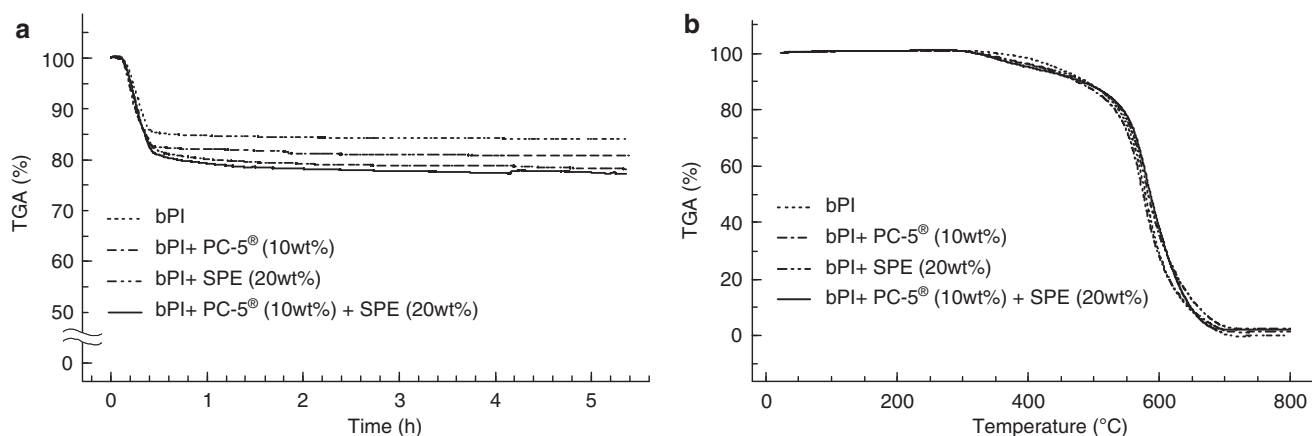 a
100
90
80
70
60
50
0
TGA (%)
bPI
bPI+ PC-5® (10wt%)
bPI+ SPE (20wt%)
bPI+ PC-5® (10wt%) + SPE (20wt%)
0 1 2 3 4 5
Time (h)
b
100
80
60
40
20
0
TGA (%)
bPI
bPI+ PC-5® (10wt%)
bPI+ SPE (20wt%)
bPI+ PC-5® (10wt%) + SPE (20wt%)
0 200 400 600 800
Temperature (°C)